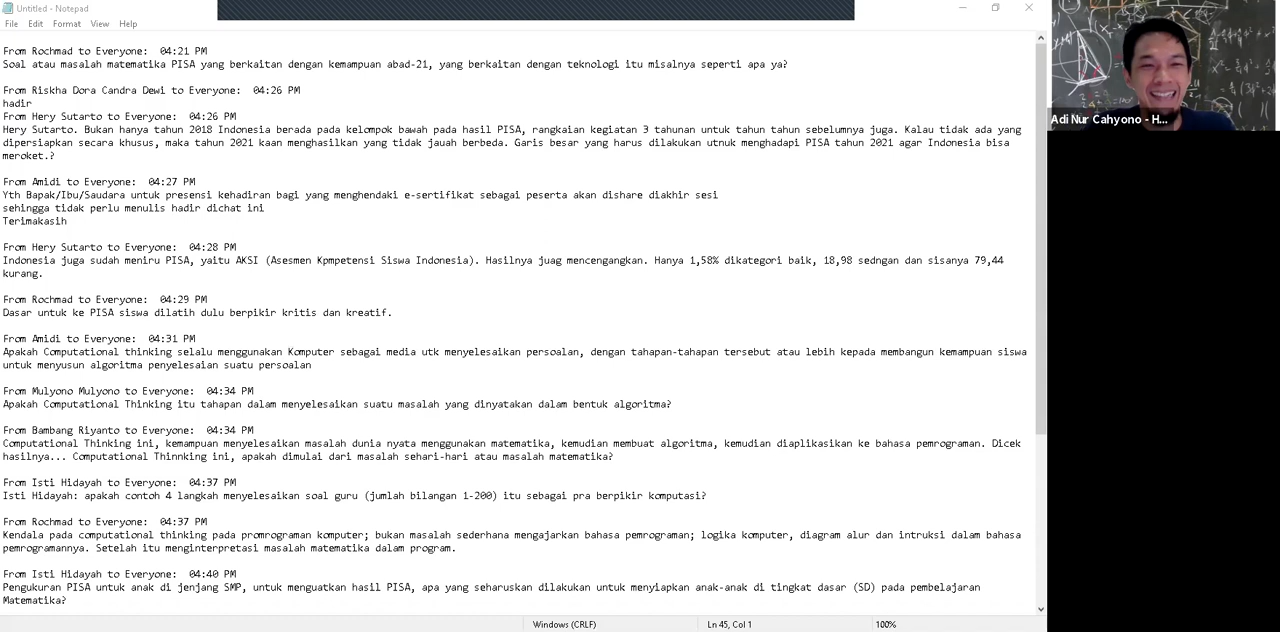 Untitled - Notepad
File Edit Format View Help
From Rochmad to Everyone: 04:21 PM
Soal atau masalah matematika PISA yang berkaitan dengan kemampuan abad-21, yang berkaitan dengan teknologi itu misalnya seperti apa ya?
From Riskha Dora Candra Dewi to Everyone: 04:26 PM
hadir
From Hery Sutarto to Everyone: 04:26 PM
Hery Sutarto. Bukan hanya tahun 2018 Indonesia berada pada kelompok bawah pada hasil PISA, rangkaian kegiatan 3 tahunan untuk tahun tahun sebelumnya juga. Kalau tidak ada yang
dipersiapkan secara khusus, maka tahun 2021 kaan menghasilkan yang tidak jauah berbeda. Garis besar yang harus dilakukan utnuk menghadapi PISA tahun 2021 agar Indonesia bisa
meroket.?
From Amidi to Everyone: 04:27 PM
Yth Bapak/Ibu/Saudara untuk presensi kehadiran bagi yang menghendaki e-sertifikat sebagai peserta akan dishare diakhir sesi
sehingga tidak perlu menulis hadir dichat ini
Terimakasih
From Hery Sutarto to Everyone: 04:28 PM
Indonesia juga sudah meniru PISA, yaitu AKSI (Asesmen Kpmpetensi Siswa Indonesia). Hasilnya juag mencengangkan. Hanya 1,58% dikategori baik, 18,98 sedngan dan sisanya 79,44
kurang.
From Rochmad to Everyone: 04:29 PM
Dasar untuk ke PISA siswa dilatih dulu berpikir kritis dan kreatif.
From Amidi to Everyone: 04:31 PM
Apakah Computational thinking selalu menggunakan Komputer sebagai media utk menyelesaikan persoalan, dengan tahapan-tahapan tersebut atau lebih kepada membangun kemampuan siswa
untuk menyusun algoritma penyelesaian suatu persoalan
From Mulyono Mulyono to Everyone: 04:34 PM
Apakah Computational Thinking itu tahapan dalam menyelesaikan suatu masalah yang dinyatakan dalam bentuk algoritma?
From Bambang Riyanto to Everyone: 04:34 PM
Computational Thinking ini, kemampuan menyelesaikan masalah dunia nyata menggunakan matematika, kemudian membuat algoritma, kemudian diaplikasikan ke bahasa pemrograman. Dicek
hasilnya... Computational Thinnking ini, apakah dimulai dari masalah sehari-hari atau masalah matematika?
From Isti Hidayah to Everyone: 04:37 PM
Isti Hidayah: apakah contoh 4 langkah menyelesaikan soal guru (jumlah bilangan 1-200) itu sebagai pra berpikir komputasi?
From Rochmad to Everyone: 04:37 PM
Kendala pada computational thinking pada promrograman komputer; bukan masalah sederhana mengajarkan bahasa pemrograman; logika komputer, diagram alur dan intruksi dalam bahasa
pemrogramannya. Setelah itu menginterpretasi masalah matematika dalam program.
From Isti Hidayah to Everyone: 04:40 PM
Pengukuran PISA untuk anak di jenjang SMP, untuk menguatkan hasil PISA, apa yang seharuskan dilakukan untuk menyiapkan anak-anak di tingkat dasar (SD) pada pembelajaran
Matematika?
Windows (CRLF) Ln 45, Col 1 100%
Adi Nur Cahyono - H...